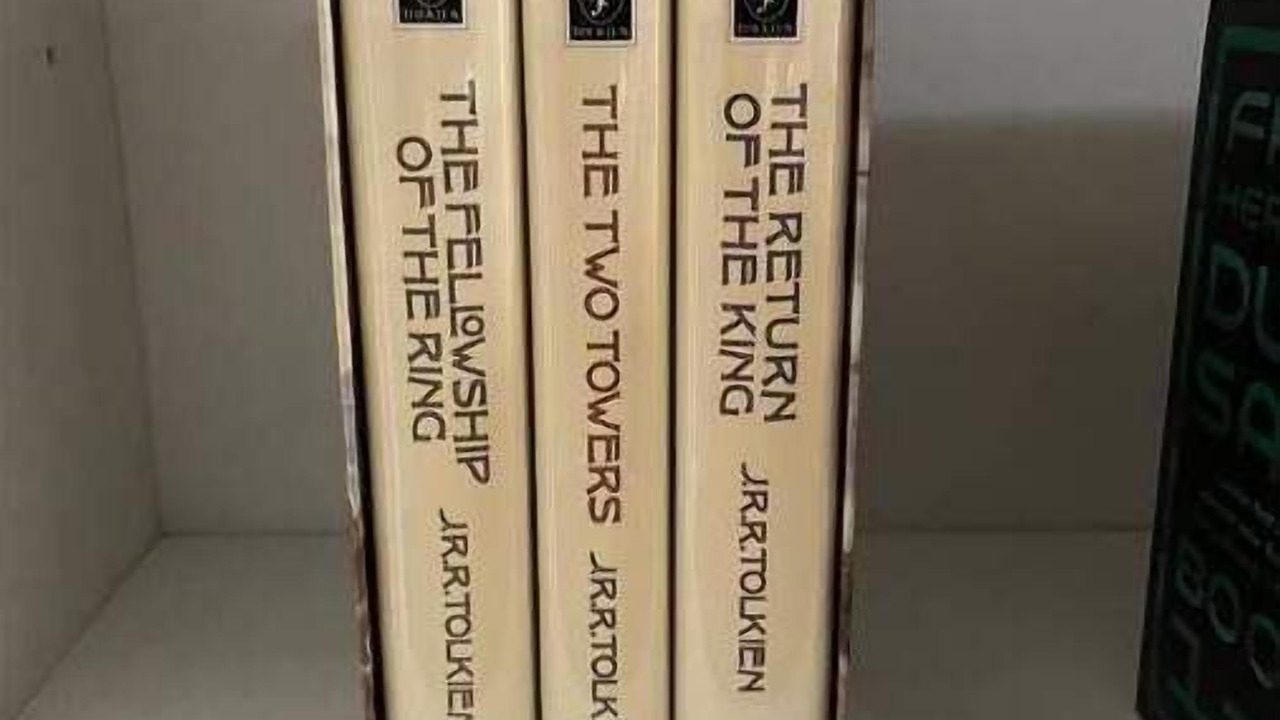 THE FELLOWSHIP
OF THE RING
J.R.R.TOLKIEN
THE TWO TOWERS
J.R.R.TOLK
THE RETURN
OF THE KING
J.R.R.TOLKIEN